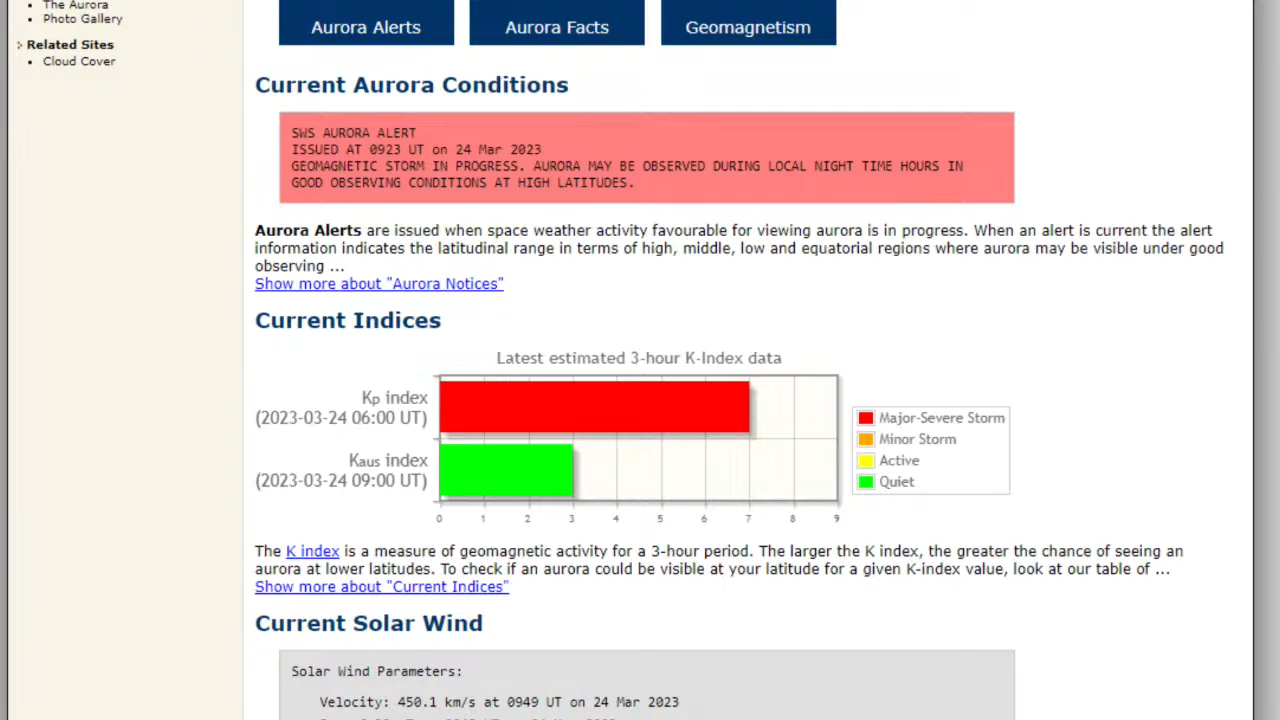 The Aurora
Photo Gallery
Related Sites
Cloud Cover
Aurora Alerts
Aurora Facts
Geomagnetism
Current Aurora Conditions
SWS AURORA ALERT
ISSUED AT 0923 UT on 24 Mar 2023
GEOMAGNETIC STORM IN PROGRESS. AURORA MAY BE OBSERVED DURING LOCAL NIGHT TIME HOURS IN
GOOD OBSERVING CONDITIONS AT HIGH LATITUDES.
Aurora Alerts are issued when space weather activity favourable for viewing aurora is in progress. When an alert is current the alert
information indicates the latitudinal range in terms of high, middle, low and equatorial regions where aurora may be visible under good
observing ...
Show more about "Aurora Notices"
Current Indices
Latest estimated 3-hour K-Index data
Kp index
(2023-03-24 06:00 UT)
Kaus index
(2023-03-24 09:00 UT)
0 1 2 3 4 5 6 7 8 9
Major-Severe Storm
Minor Storm
Active
Quiet
The K index is a measure of geomagnetic activity for a 3-hour period. The larger the K index, the greater the chance of seeing an
aurora at lower latitudes. To check if an aurora could be visible at your latitude for a given K-index value, look at our table of ...
Show more about "Current Indices"
Current Solar Wind
Solar Wind Parameters:
Velocity: 450.1 km/s at 0949 UT on 24 Mar 2023